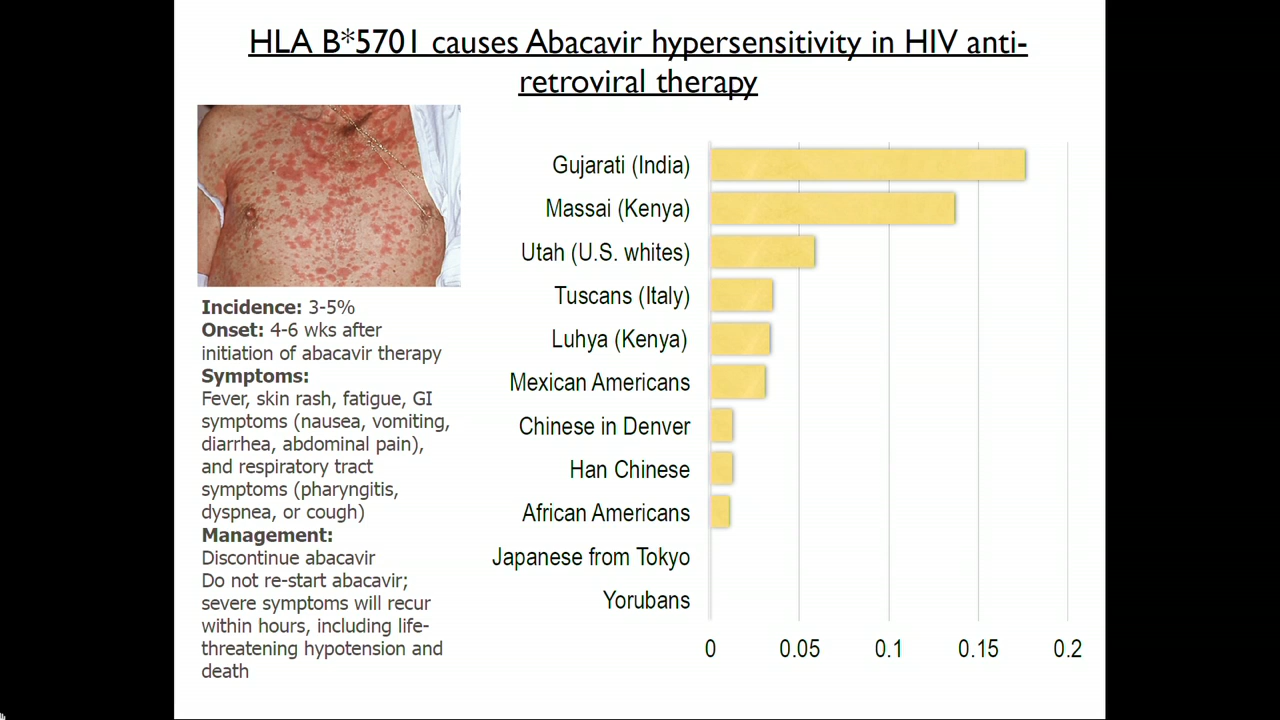 HLA B*5701 causes Abacavir hypersensitivity in HIV anti-
retroviral therapy
Incidence: 3-5%
Onset: 4-6 wks after
initiation of abacavir therapy
Symptoms:
Fever, skin rash, fatigue, GI
symptoms (nausea, vomiting,
diarrhea, abdominal pain),
and respiratory tract
symptoms (pharyngitis,
dyspnea, or cough)
Management:
Discontinue abacavir
Do not re-start abacavir;
severe symptoms will recur
within hours, including life-
threatening hypotension and
death
Gujarati (India)
Massai (Kenya)
Utah (U.S. whites)
Tuscans (Italy)
Luhya (Kenya)
Mexican Americans
Chinese in Denver
Han Chinese
African Americans
Japanese from Tokyo
Yorubans
0 0.05 0.1 0.15 0.2